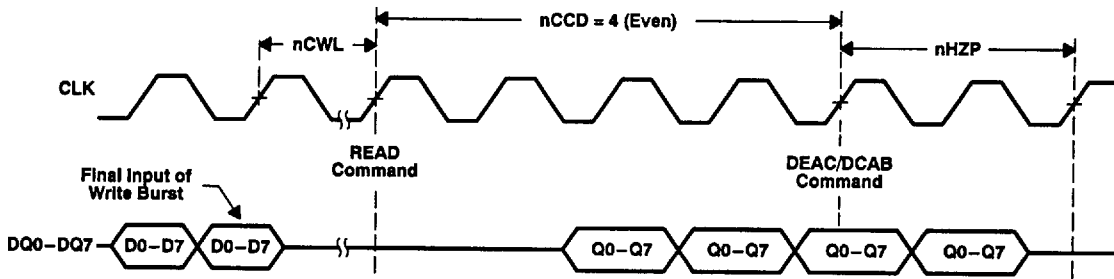 nCCD = 4 (Even)
nCWL
nHZP
CLK
READ
Command
DEAC/DCAB
Command
Final Input of
Write Burst
DQ0–DQ7
D0–D7
D0–D7
Q0–Q7
Q0–Q7
Q0–Q7
Q0–Q7